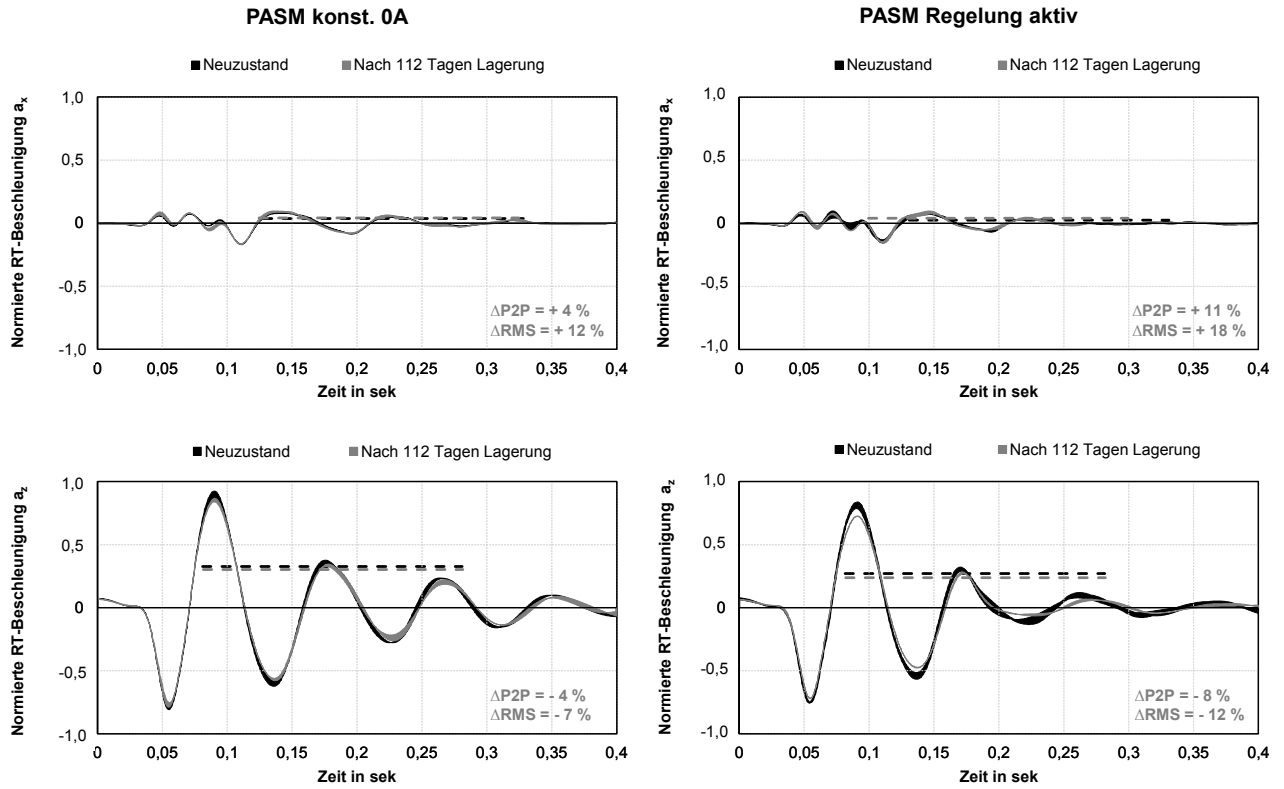 PASM konst. 0A
Neuzustand
Nach 112 Tagen Lagerung
Normierte RT-Beschleunigung ax
1,0
0,5
0
-0,5
-1,0
ΔP2P = + 4 %
ΔRMS = + 12 %
0 0,05 0,1 0,15 0,2 0,25 0,3 0,35 0,4
Zeit in sek
PASM Regelung aktiv
Neuzustand
Nach 112 Tagen Lagerung
Normierte RT-Beschleunigung ax
1,0
0,5
0
-0,5
-1,0
ΔP2P = + 11 %
ΔRMS = + 18 %
0 0,05 0,1 0,15 0,2 0,25 0,3 0,35 0,4
Zeit in sek
Neuzustand
Nach 112 Tagen Lagerung
Normierte RT-Beschleunigung az
1,0
0,5
0
-0,5
-1,0
ΔP2P = - 4 %
ΔRMS = - 7 %
0 0,05 0,1 0,15 0,2 0,25 0,3 0,35 0,4
Zeit in sek
Neuzustand
Nach 112 Tagen Lagerung
Normierte RT-Beschleunigung az
1,0
0,5
0
-0,5
-1,0
ΔP2P = - 8 %
ΔRMS = - 12 %
0 0,05 0,1 0,15 0,2 0,25 0,3 0,35 0,4
Zeit in sek